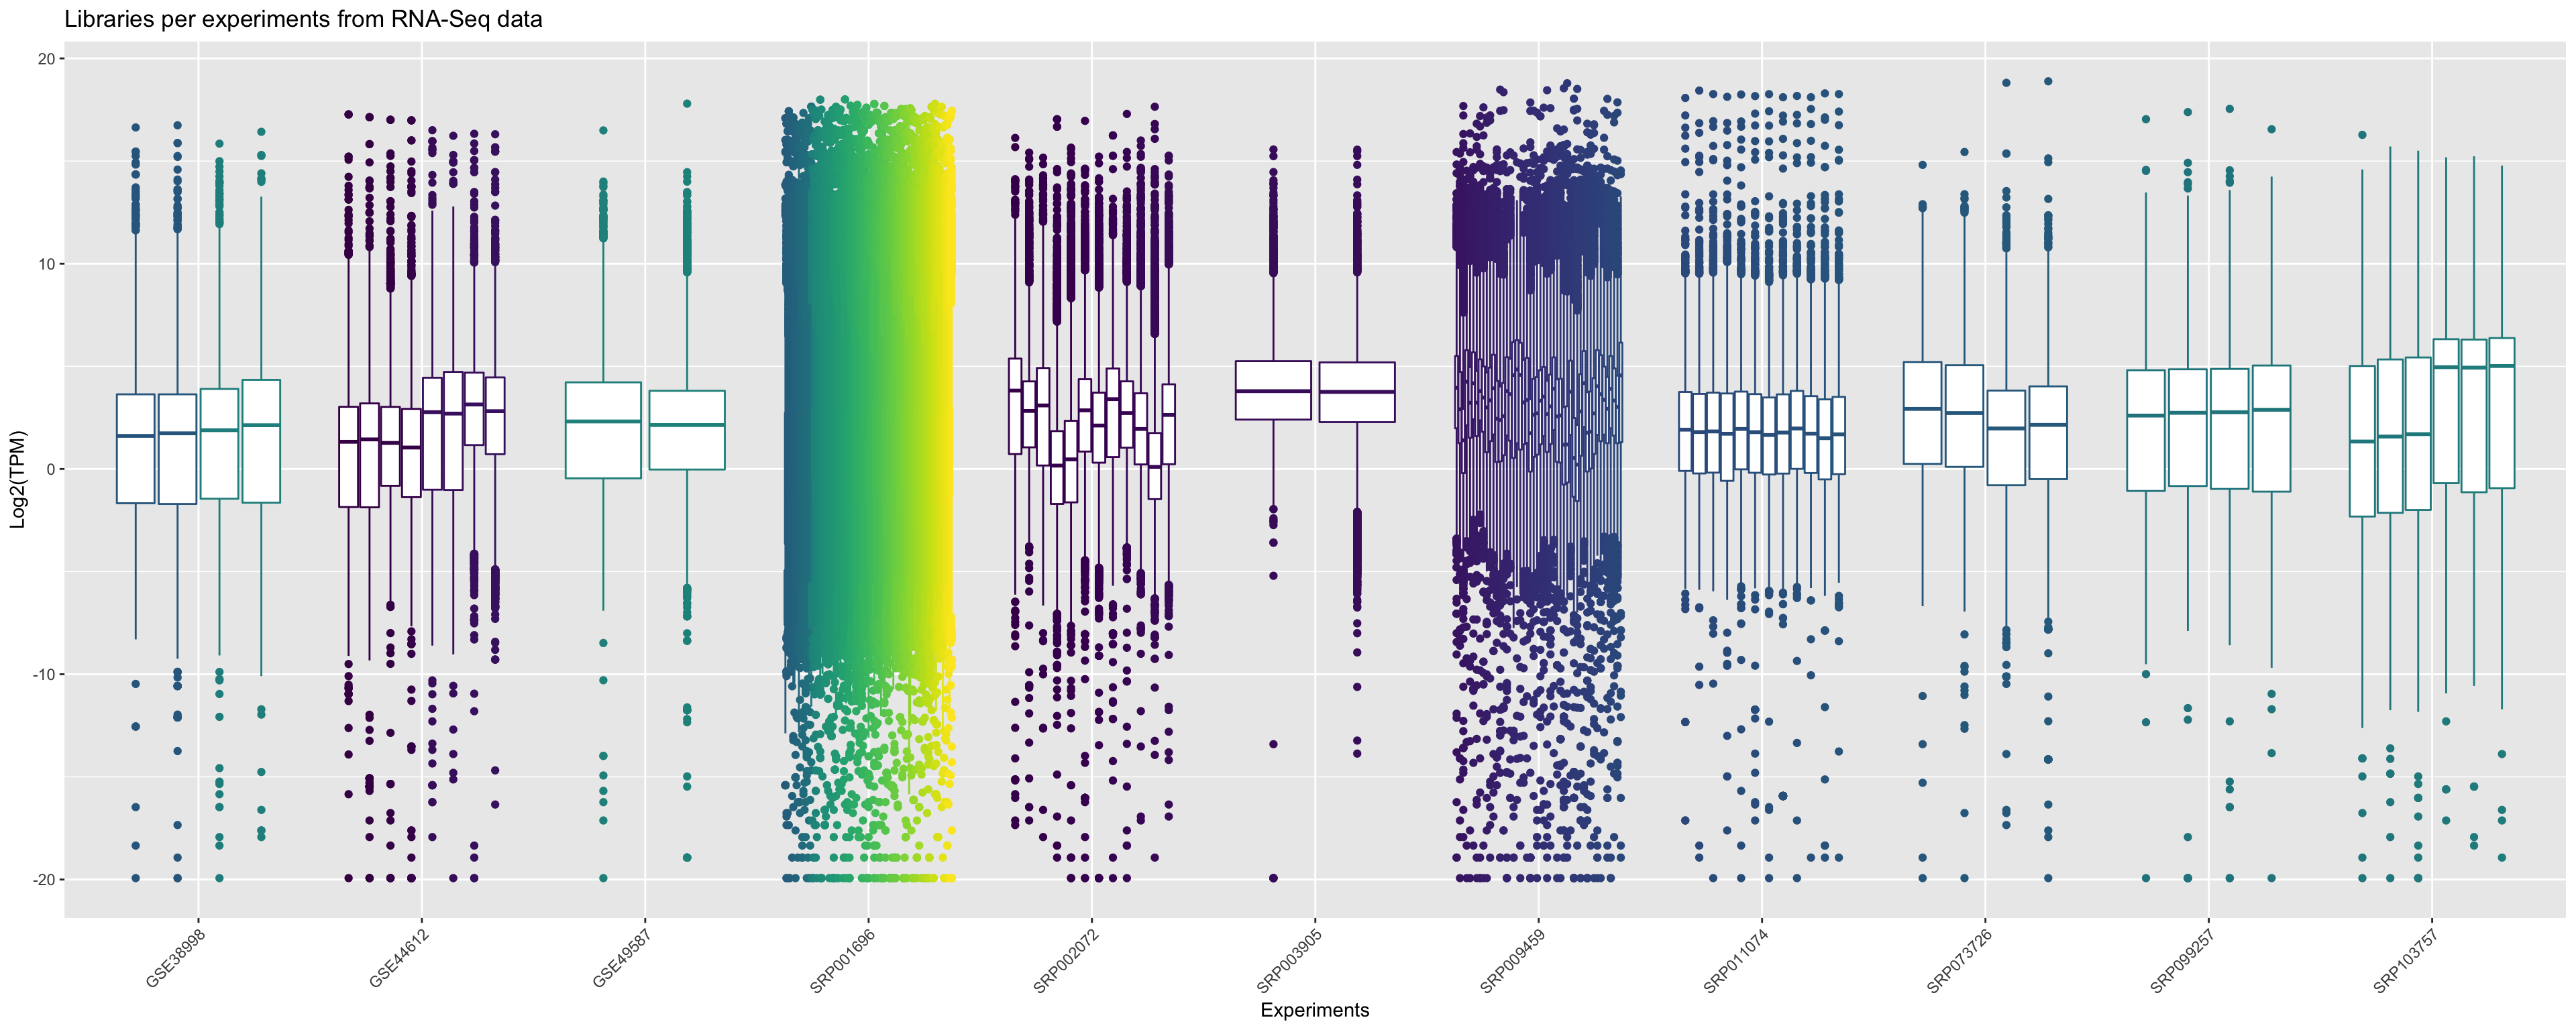 Libraries per experiments from RNA-Seq data
20
10
0
-10
-20
Log2(TPM)
GSE38998
GSE44612
GSE49587
SRP001696
SRP002072
SRP003905
SRP009459
SRP011074
SRP073726
SRP099257
SRP103757
Experiments